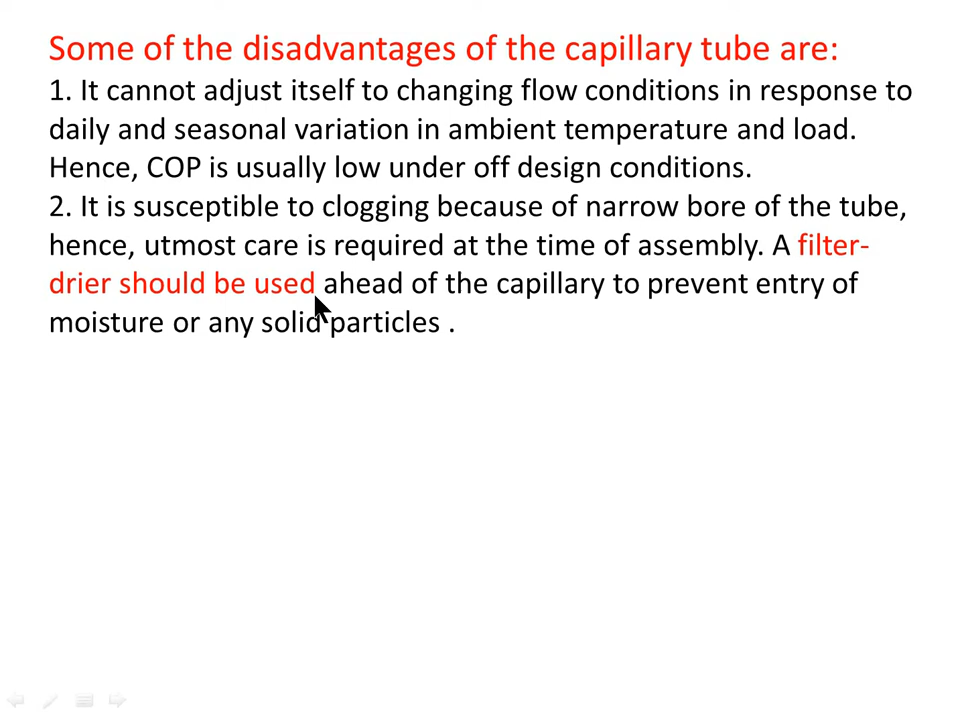 Some of the disadvantages of the capillary tube are:
1. It cannot adjust itself to changing flow conditions in response to
daily and seasonal variation in ambient temperature and load.
Hence, COP is usually low under off design conditions.
2. It is susceptible to clogging because of narrow bore of the tube,
hence, utmost care is required at the time of assembly. A filter-
drier should be used ahead of the capillary to prevent entry of
moisture or any solid particles .